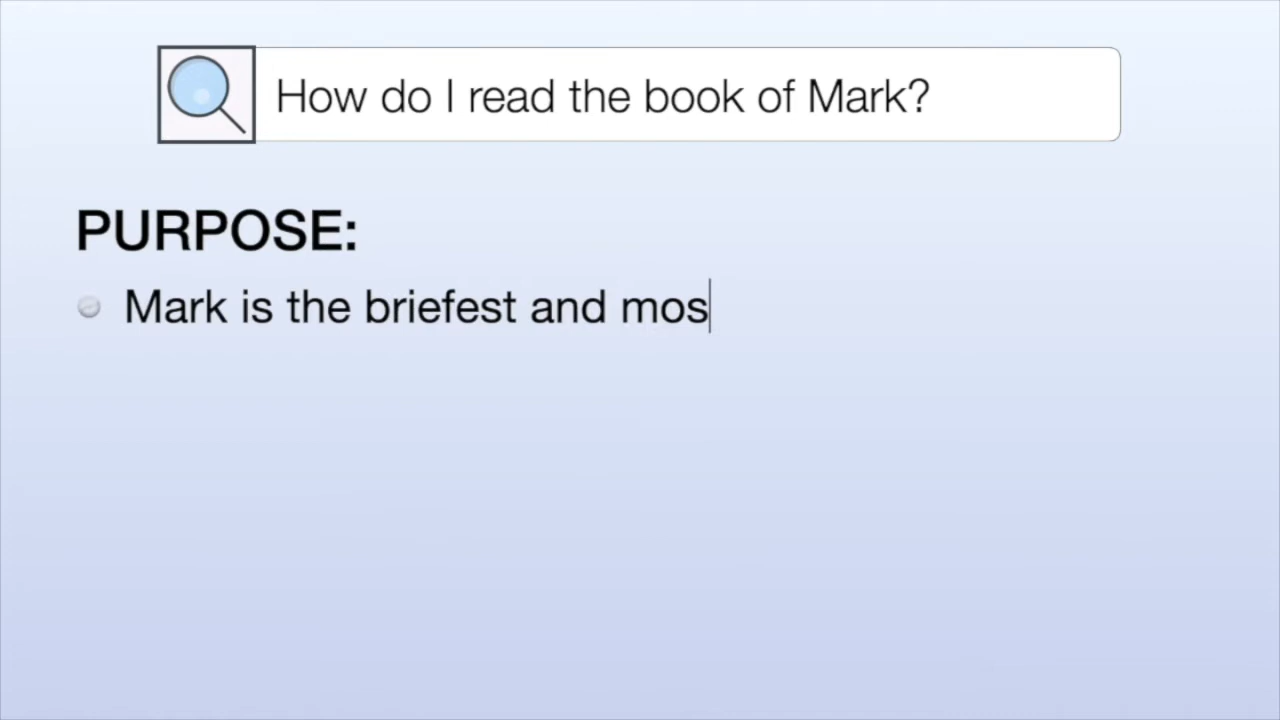 How do I read the book of Mark?
PURPOSE:
Mark is the briefest and mos